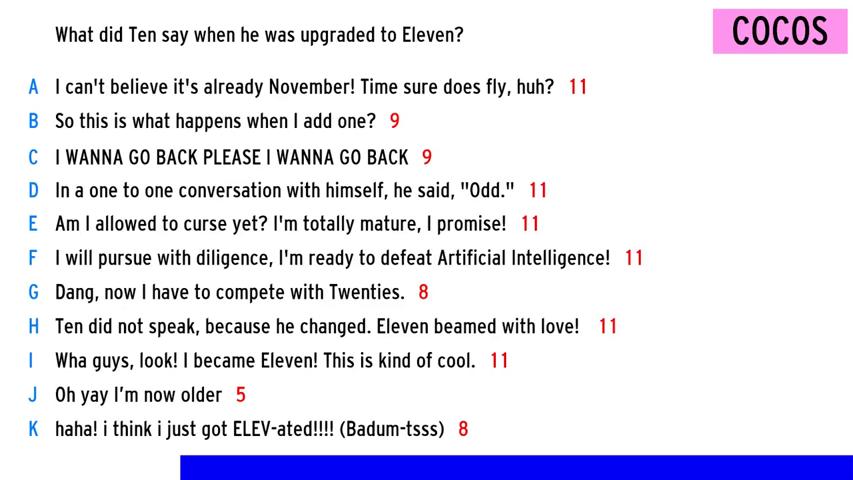 What did Ten say when he was upgraded to Eleven?
COCOS
A I can't believe it's already November! Time sure does fly, huh? 11
B So this is what happens when I add one? 9
C I WANNA GO BACK PLEASE I WANNA GO BACK 9
D In a one to one conversation with himself, he said, "Odd." 11
E Am I allowed to curse yet? I'm totally mature, I promise! 11
F I will pursue with diligence, I'm ready to defeat Artificial Intelligence! 11
G Dang, now I have to compete with Twenties. 8
H Ten did not speak, because he changed. Eleven beamed with love! 11
I Wha guys, look! I became Eleven! This is kind of cool. 11
J Oh yay I’m now older 5
K haha! i think i just got ELEV-ated!!!! (Badum-tsss) 8